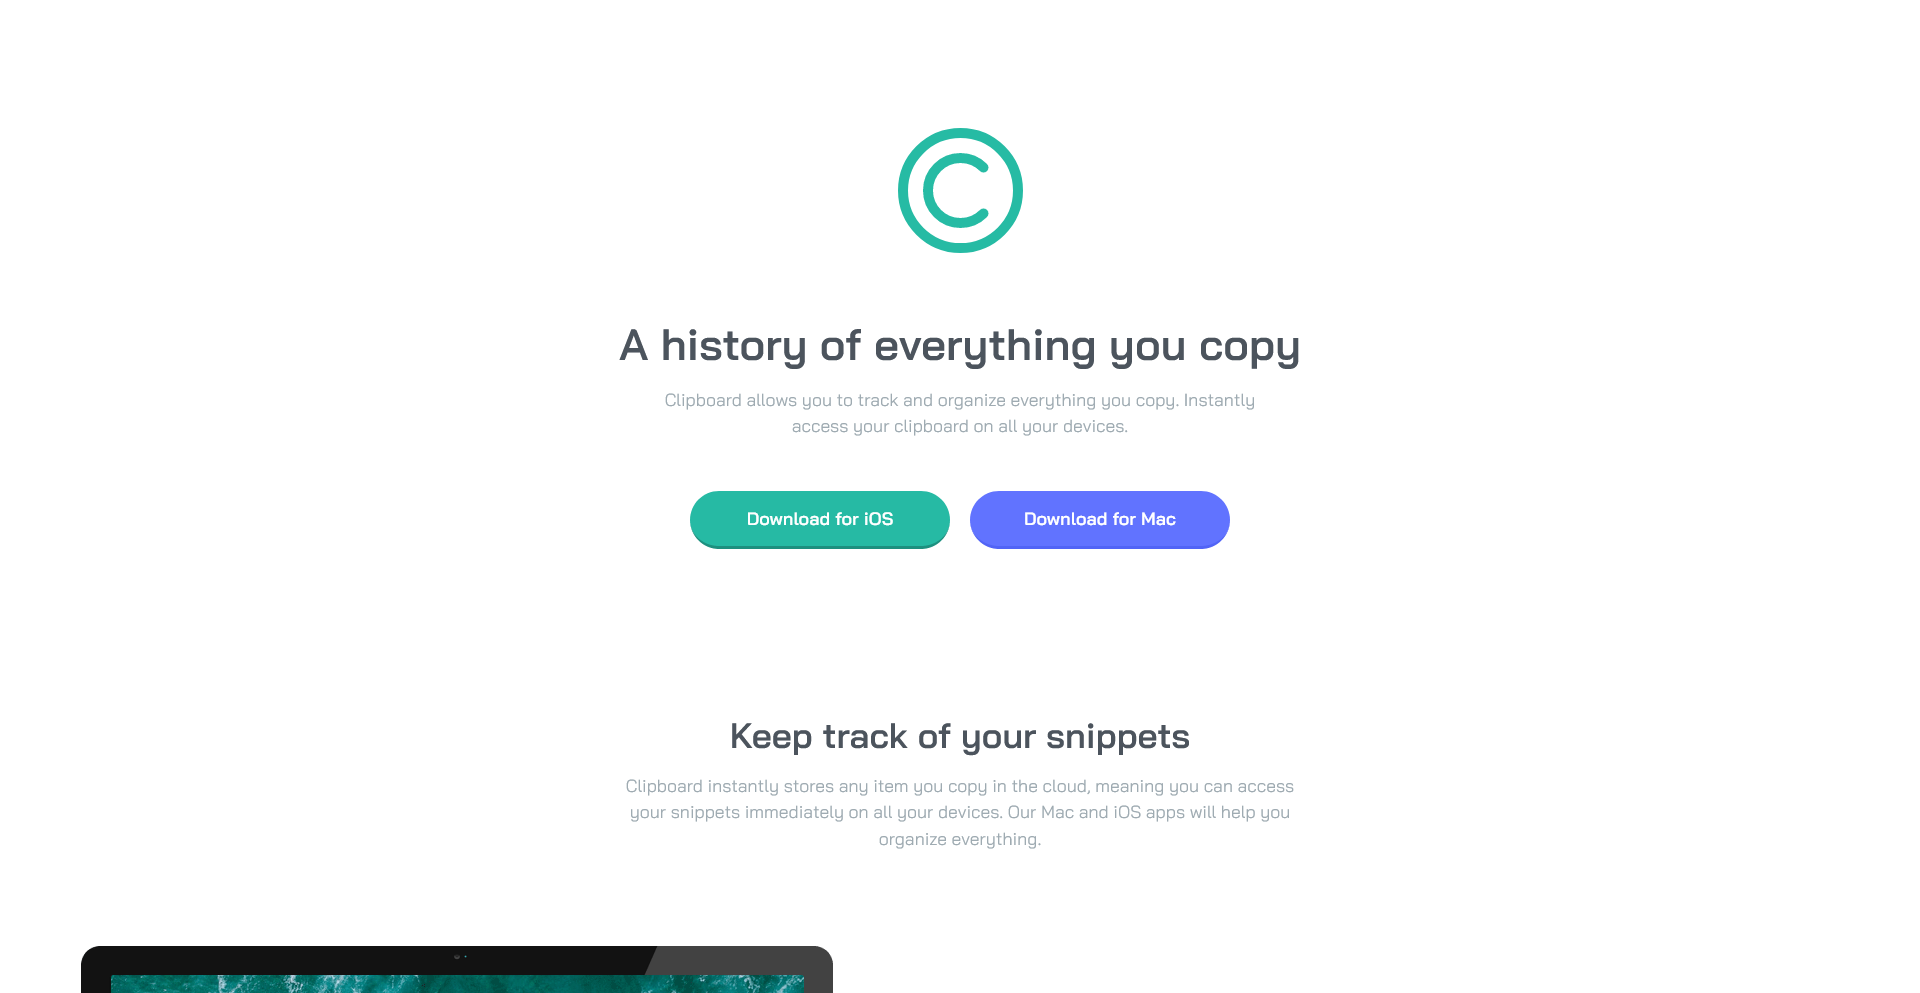 A history of everything you copy
Clipboard allows you to track and organize everything you copy. Instantly
access your clipboard on all your devices.
Download for iOS
Download for Mac
Keep track of your snippets
Clipboard instantly stores any item you copy in the cloud, meaning you can access
your snippets immediately on all your devices. Our Mac and iOS apps will help you
organize everything.